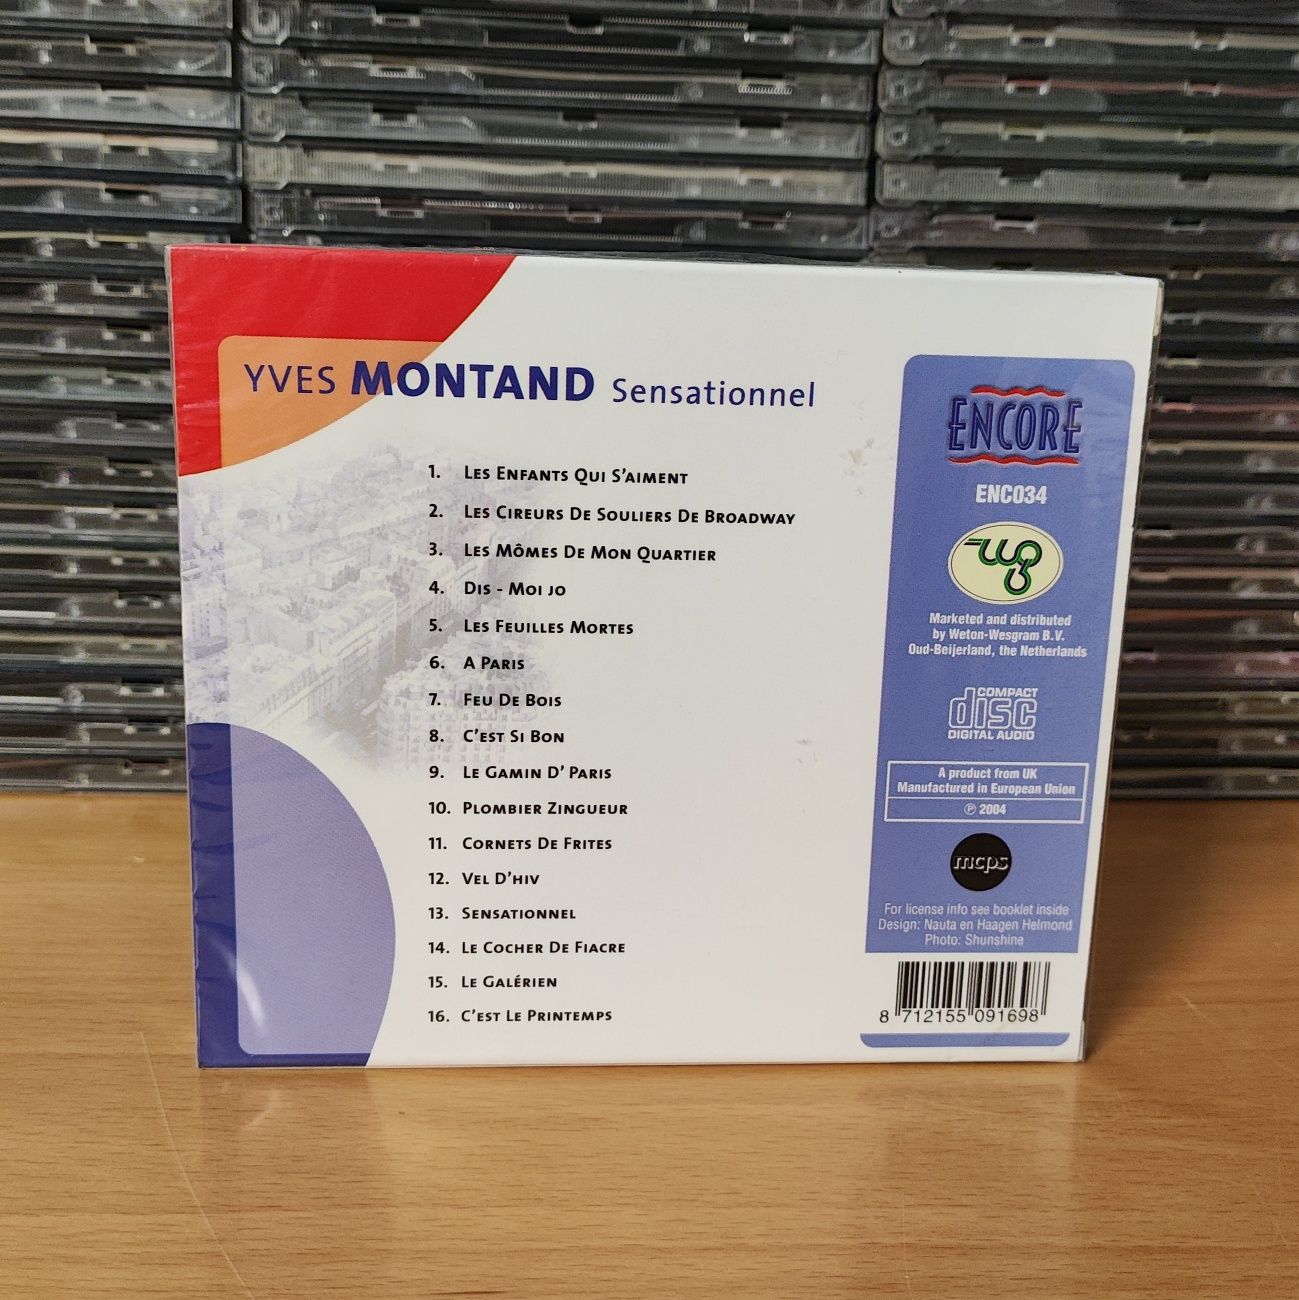 YVES MONTAND Sensationnel
1. LES ENFANTS QUI S'AIMENT
2. LES CIREURS DE SOULIERS DE BROADWAY
3. LES MÔMES DE MON QUARTIER
4. DIS - MOI JO
5. LES FEUILLES MORTES
6. A PARIS
7. FEU DE BOIS
8. C'EST SI BON
9. LE GAMIN D' PARIS
10. PLOMBIER ZINGUEUR
11. CORNETS DE FRITES
12. VEL D'HIV
13. SENSATIONNEL
14. LE COCHER DE FIACRE
15. LE GALÉRIEN
16. C'EST LE PRINTEMPS
ENCORE
ENC034
Marketed and distributed
by Weton-Wesgram B.V.
Oud-Beijerland, the Netherlands
COMPACT
disc
DIGITAL AUDIO
A product from UK
Manufactured in European Union
℗ 2004
mcps
For license info see booklet inside
Design: Nauta en Haagen Helmond
Photo: Shunshine
8 712155 091698